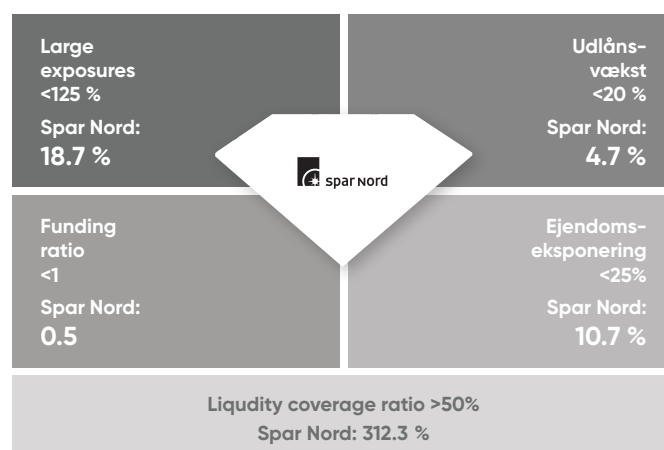 Large
exposures
<125 %
Spar Nord:
18.7 %
Udlåns-
vækst
<20 %
Spar Nord:
4.7 %
spar nord
Funding
ratio
<1
Spar Nord:
0.5
Ejendoms-
eksponering
<25%
Spar Nord:
10.7 %
Liqudity coverage ratio >50%
Spar Nord: 312.3 %